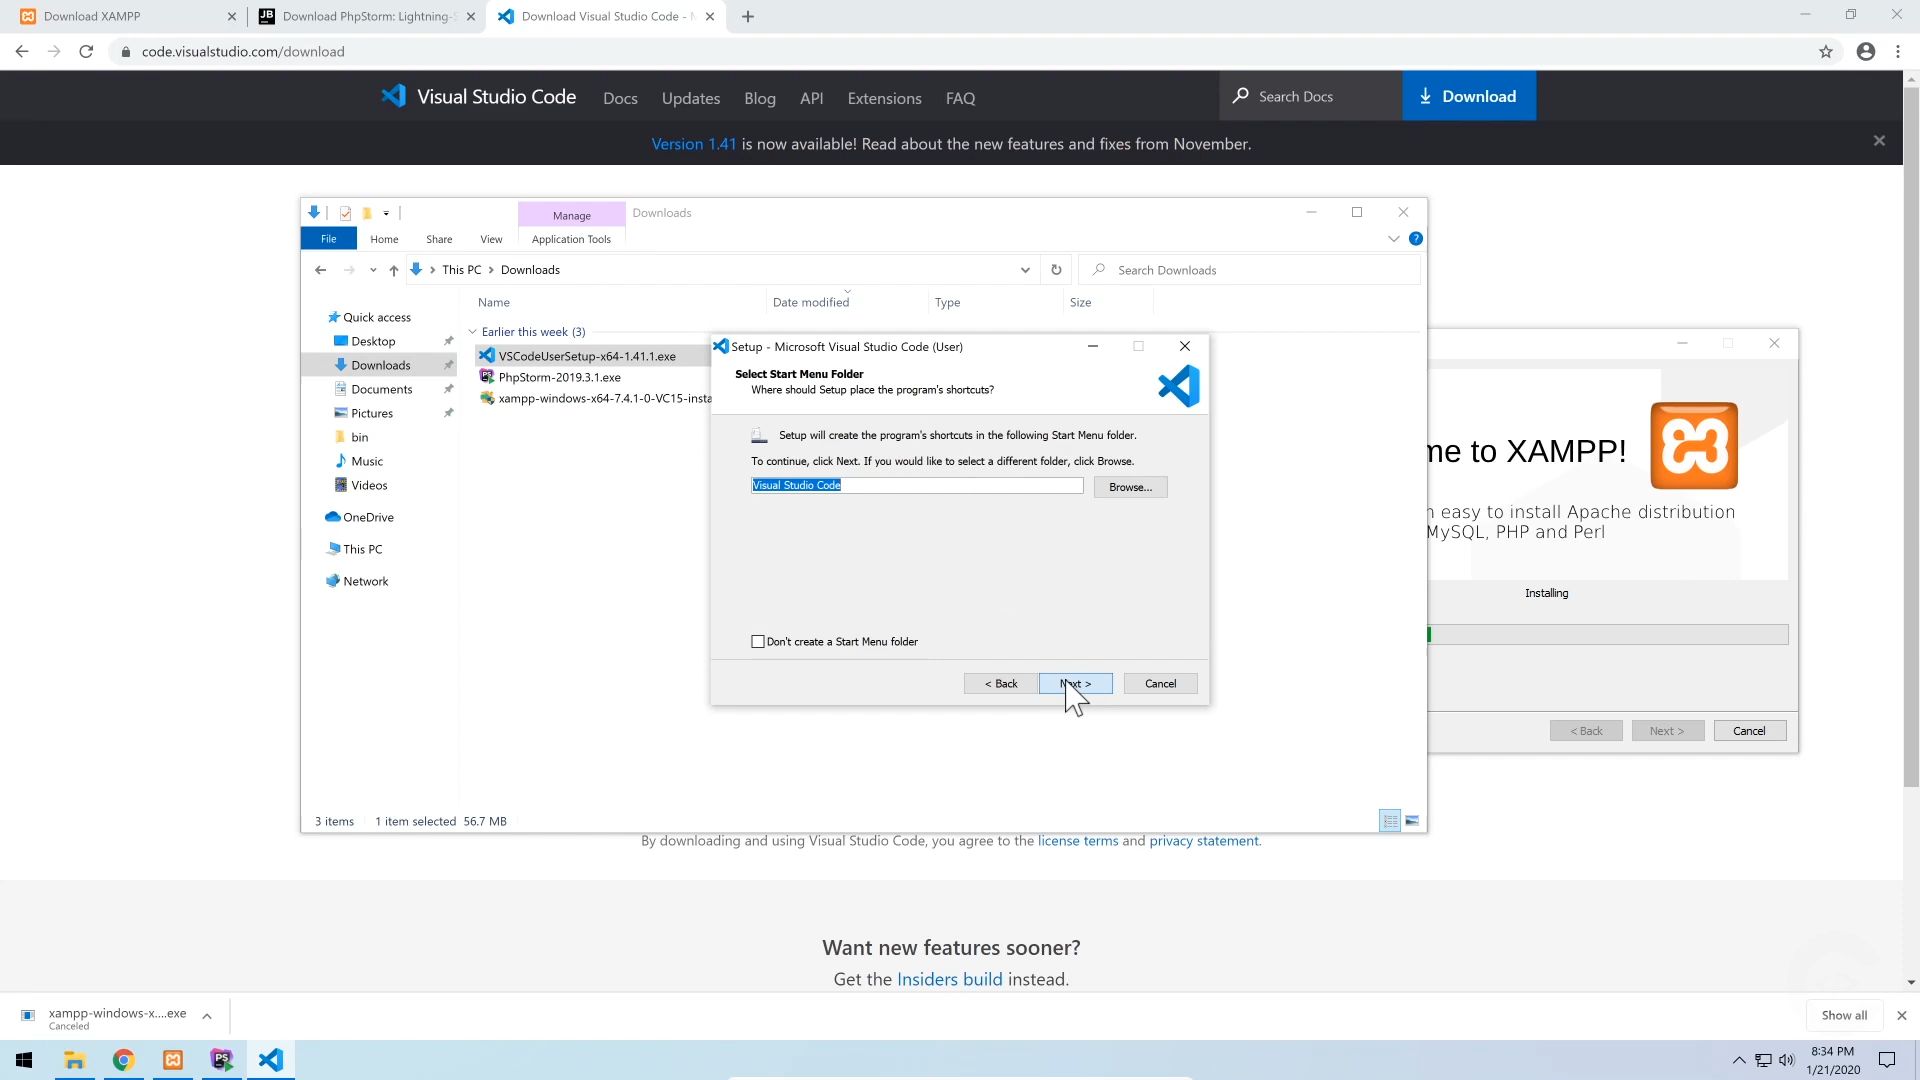 Download XAMPP
JB
Download PhpStorm: Lightning-S
Download Visual Studio Code - M
code.visualstudio.com/download
Visual Studio Code
Docs
Updates
Blog
API
Extensions
FAQ
Search Docs
Download
Version 1.41 is now available! Read about the new features and fixes from November.
Manage
Downloads
File
Home
Share
View
Application Tools
?
This PC
Downloads
Search Downloads
Name
Date modified
Type
Size
Quick access
Desktop
Downloads
Documents
Pictures
bin
Music
Videos
OneDrive
This PC
Network
Earlier this week (3)
VSCodeUserSetup-x64-1.41.1.exe
PhpStorm-2019.3.1.exe
xampp-windows-x64-7.4.1-0-VC15-insta
Setup - Microsoft Visual Studio Code (User)
Select Start Menu Folder
Where should Setup place the program's shortcuts?
Setup will create the program's shortcuts in the following Start Menu folder.
To continue, click Next. If you would like to select a different folder, click Browse.
Visual Studio Code
Browse...
Don't create a Start Menu folder
< Back
Next >
Cancel
me to XAMPP!
n easy to install Apache distribution
MySQL, PHP and Perl
Installing
< Back
Next >
Cancel
3 items
1 item selected 56.7 MB
By downloading and using Visual Studio Code, you agree to the license terms and privacy statement.
Want new features sooner?
Get the Insiders build instead.
xampp-windows-x....exe
Canceled
Show all
PS
8:34 PM
1/21/2020